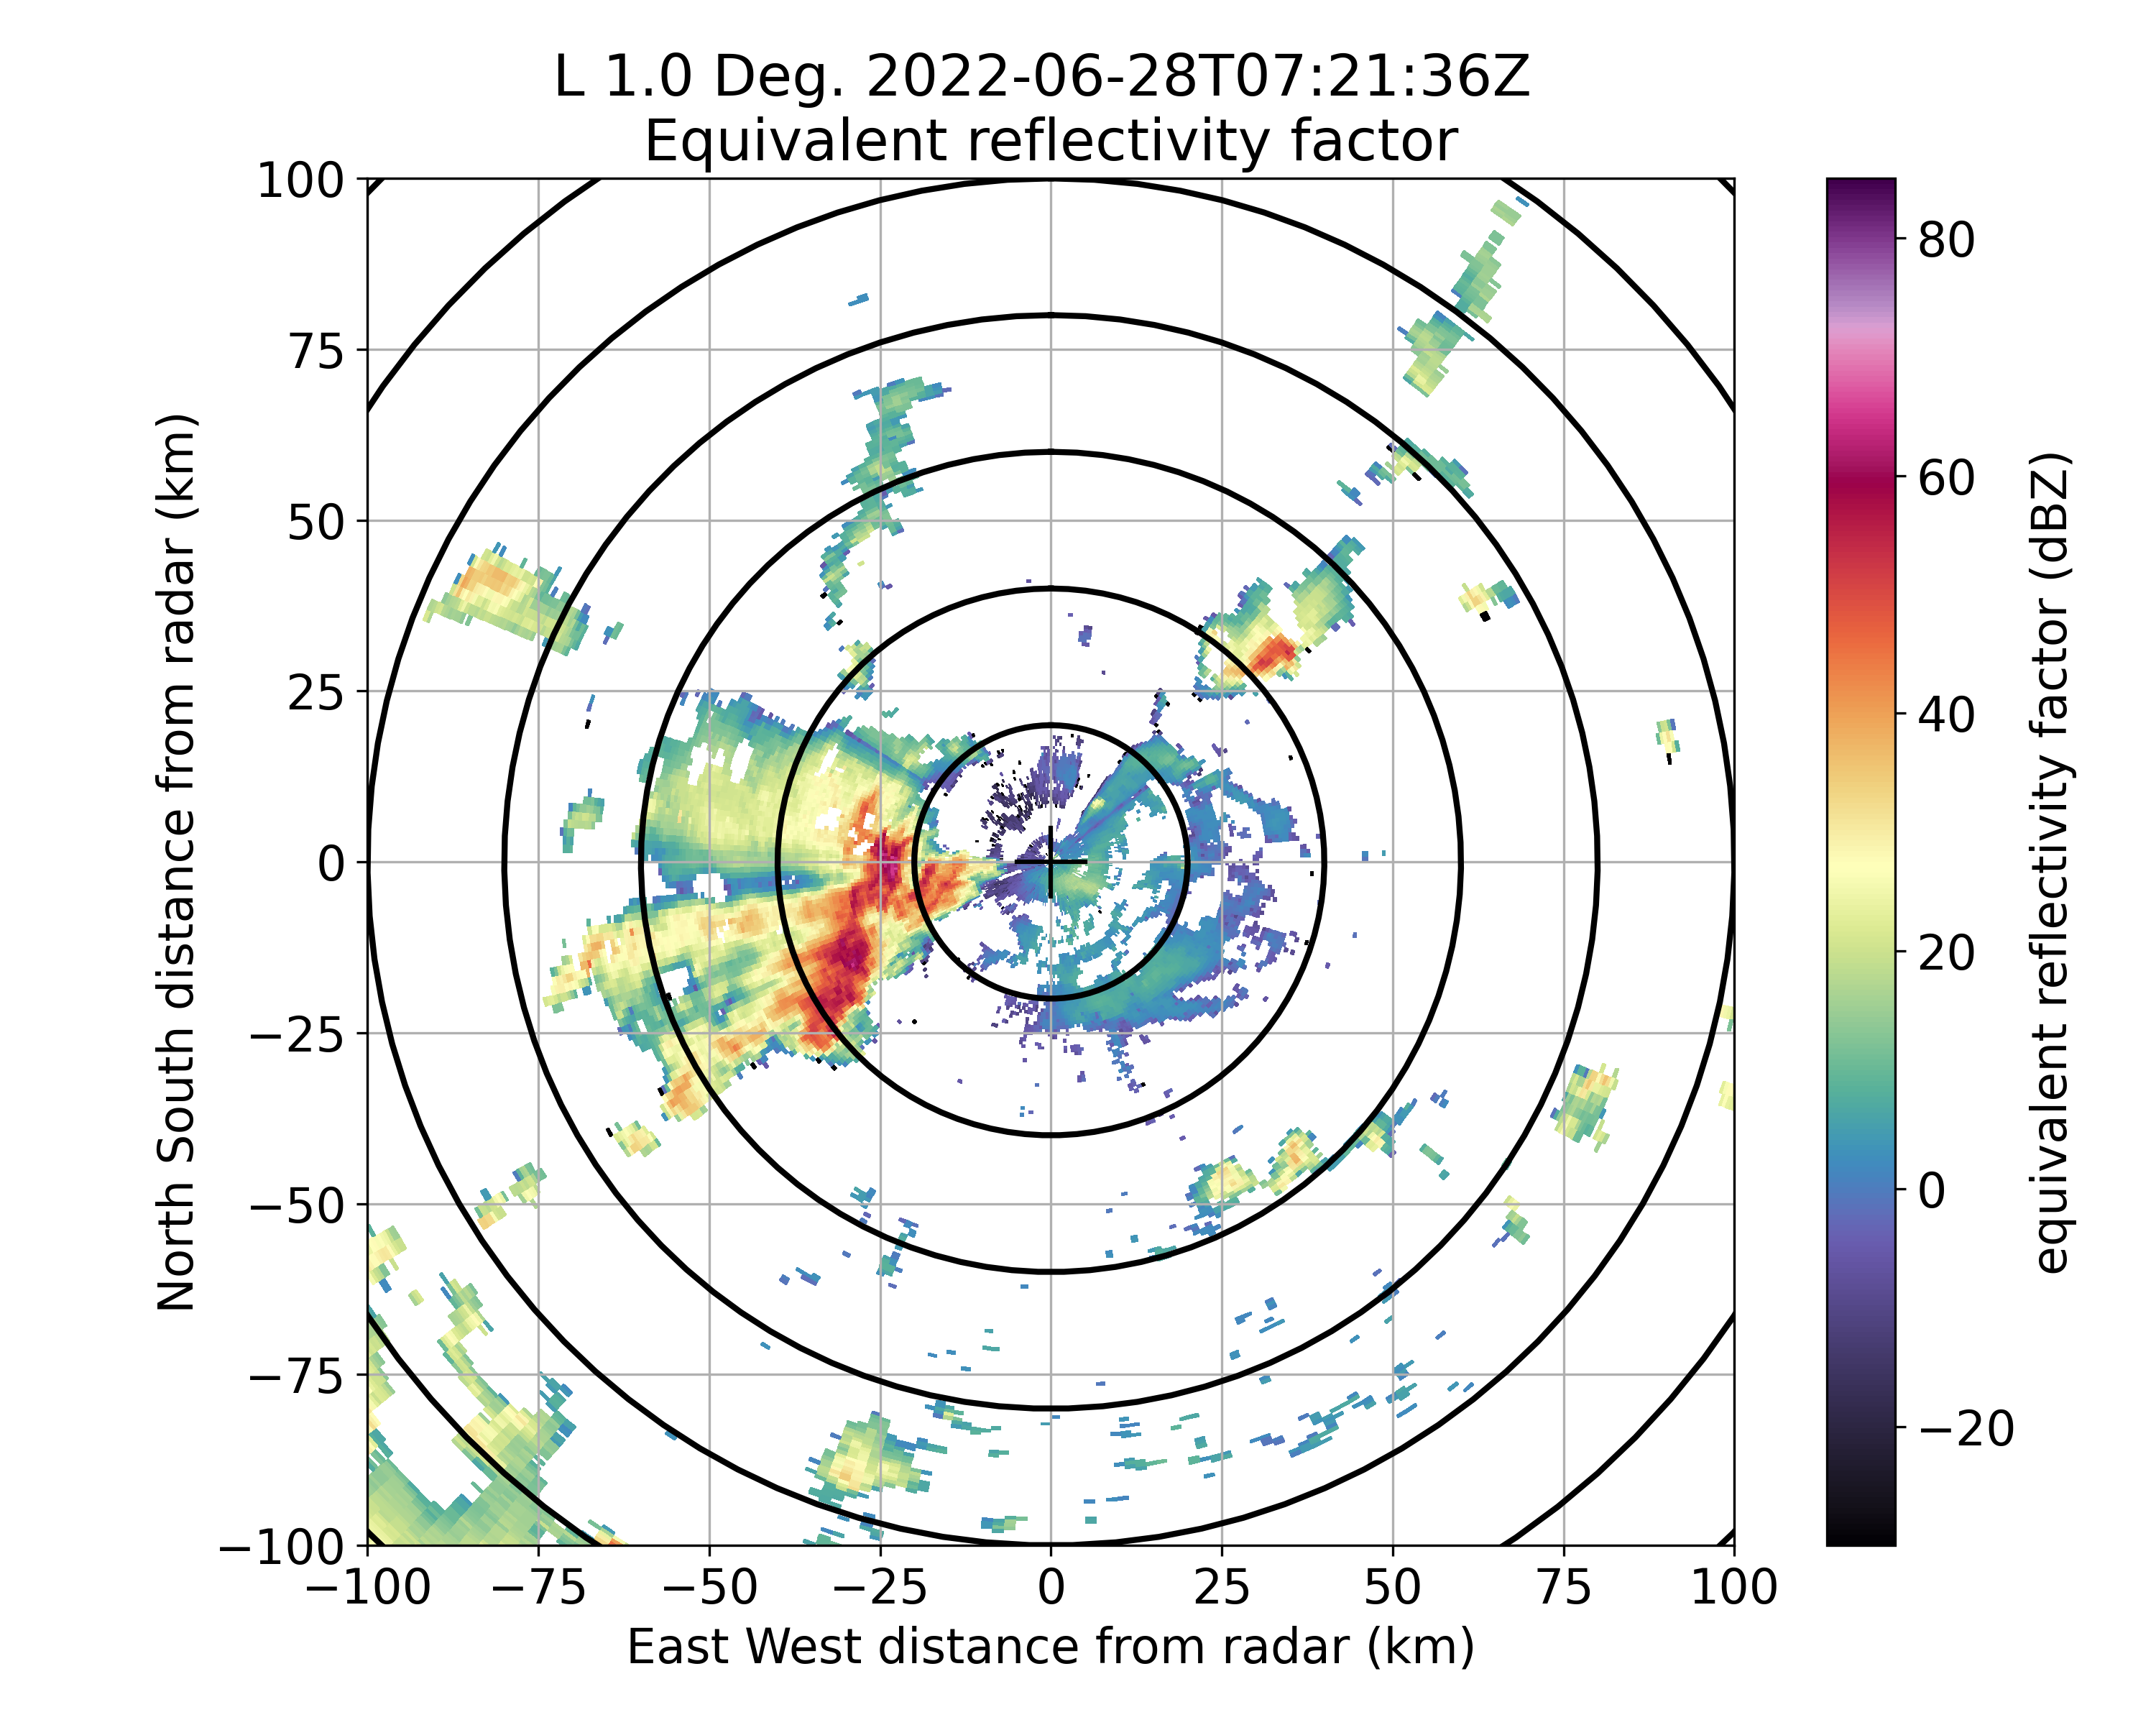 L 1.0 Deg. 2022-06-28T07:21:36Z
Equivalent reflectivity factor
100
75
50
25
0
−25
−50
−75
−100
North South distance from radar (km)
−100 −75 −50 −25 0 25 50 75 100
East West distance from radar (km)
80
60
40
20
0
−20
equivalent reflectivity factor (dBZ)